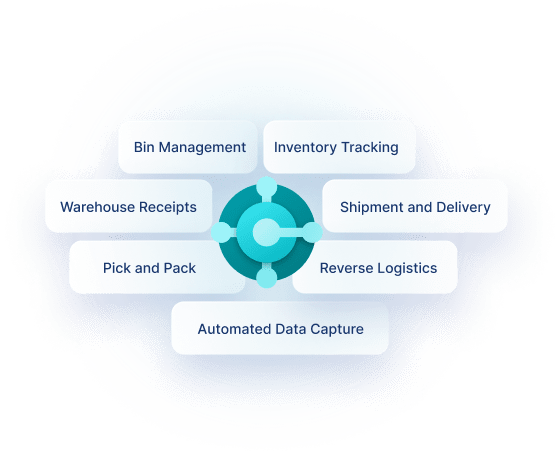 Bin Management
Inventory Tracking
Warehouse Receipts
Shipment and Delivery
Pick and Pack
Reverse Logistics
Automated Data Capture